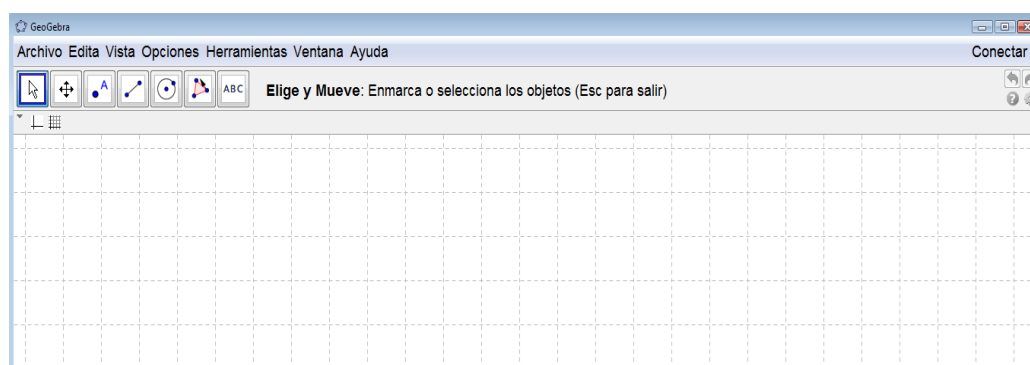 GeoGebra
Archivo Edita Vista Opciones Herramientas Ventana Ayuda Conectar
A ABC Elige y Mueve: Enmarca o selecciona los objetos (Esc para salir)